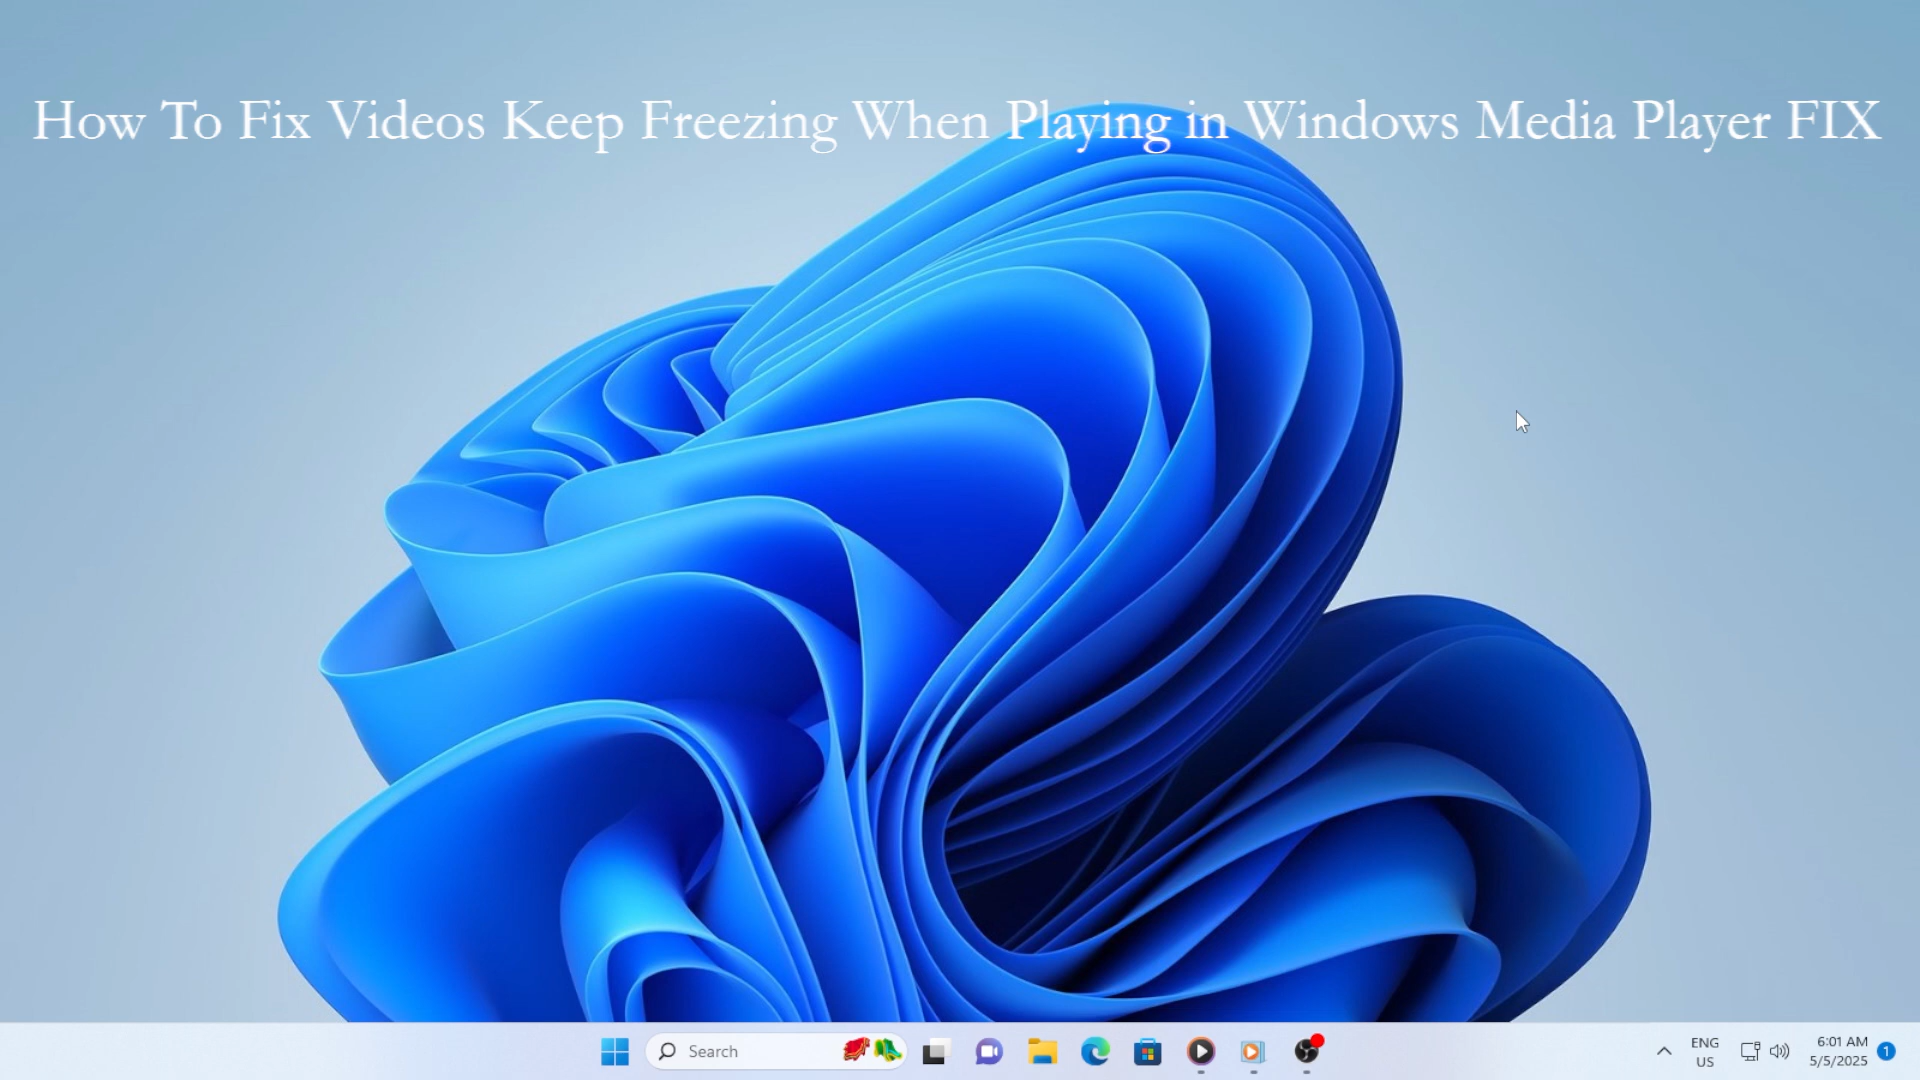 How To Fix Videos Keep Freezing When Playing in Windows Media Player FIX
Search
ENG
US
6:01 AM
5/5/2025
1